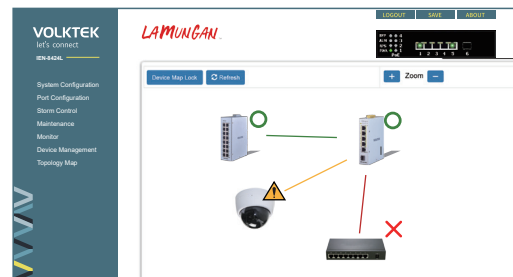 LOGOUT SAVE ABOUT
VOLKTEK
let's connect
IEN-8424L
LAMUNGAN
PoE 1 2 3 4 5 6
Device Map Lock
Refresh
+ Zoom −
System Configuration
Port Configuration
Storm Control
Maintenance
Monitor
Device Management
Topology Map